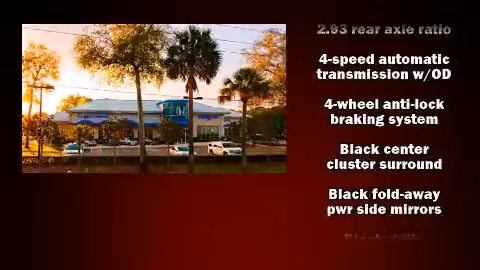 2.93 rear axle ratio
4-speed automatic
transmission w/OD
4-wheel anti-lock
braking system
Black center
cluster surround
Black fold-away
pwr side mirrors